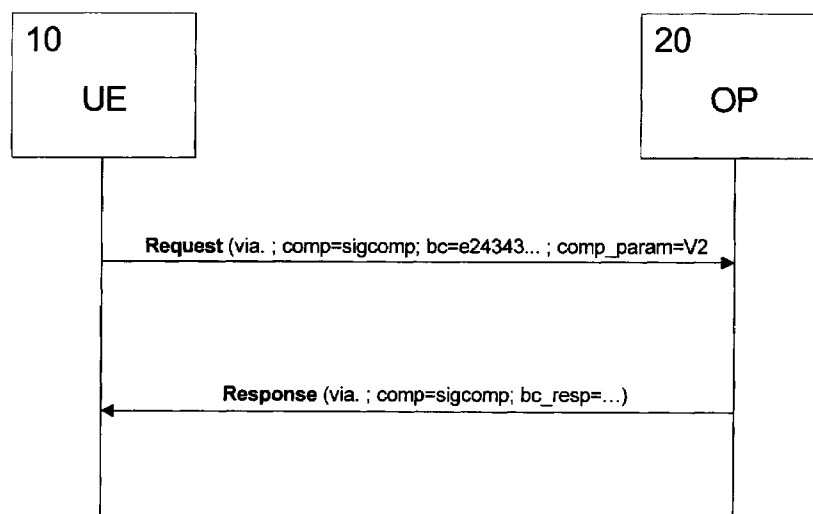 10
UE
20
OP
Request (via. ; comp=sigcomp; bc=e24343... ; comp_param=V2
Response (via. ; comp=sigcomp; bc_resp=...)